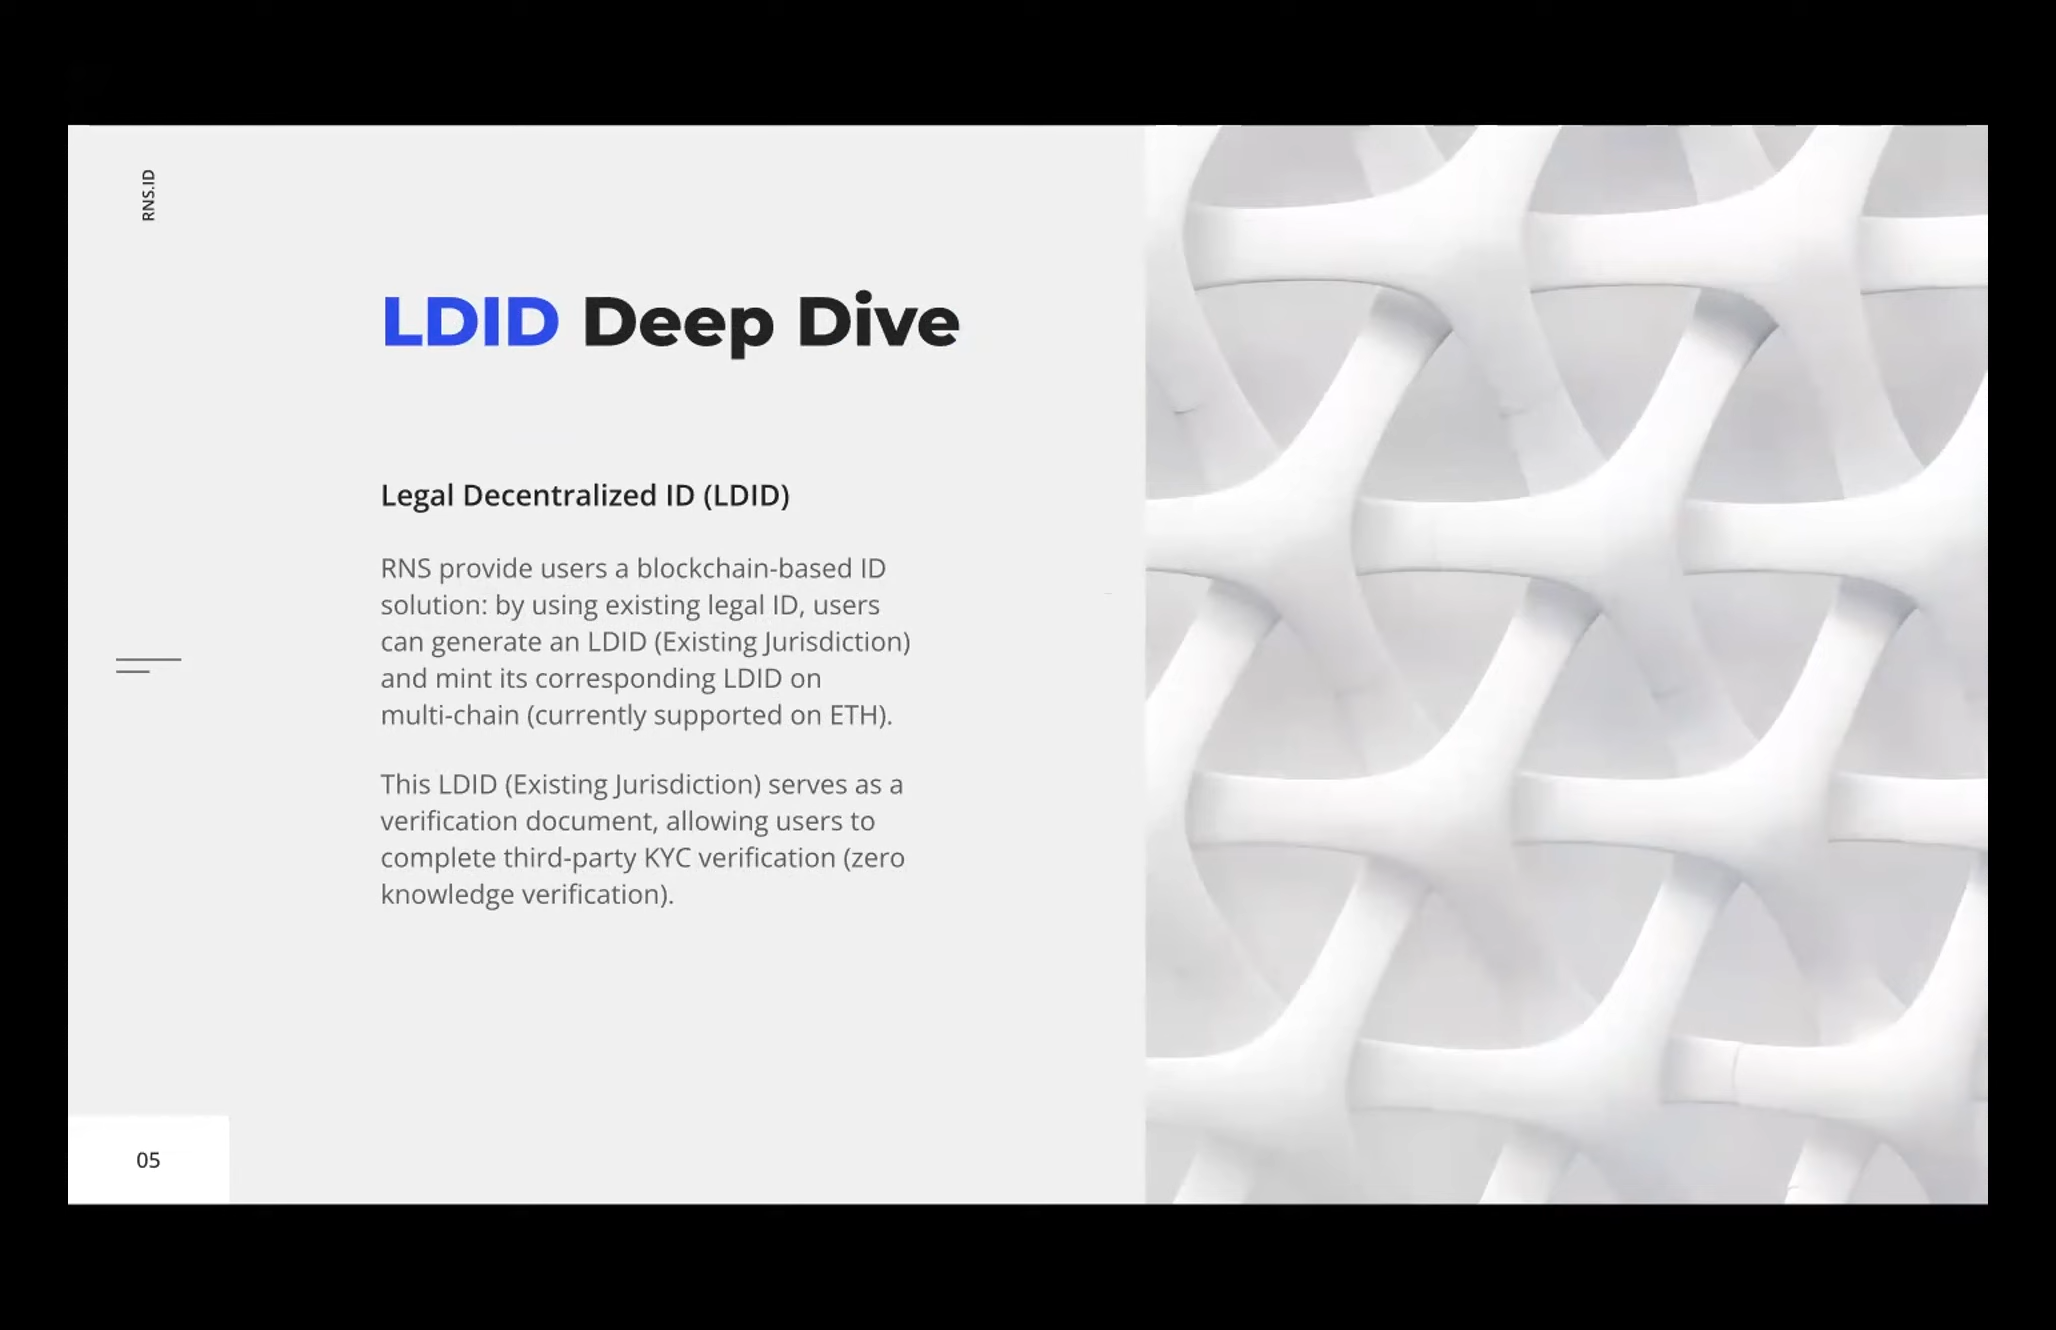 RNS.ID
LDID Deep Dive
Legal Decentralized ID (LDID)
RNS provide users a blockchain-based ID
solution: by using existing legal ID, users
can generate an LDID (Existing Jurisdiction)
and mint its corresponding LDID on
multi-chain (currently supported on ETH).
This LDID (Existing Jurisdiction) serves as a
verification document, allowing users to
complete third-party KYC verification (zero
knowledge verification).
05